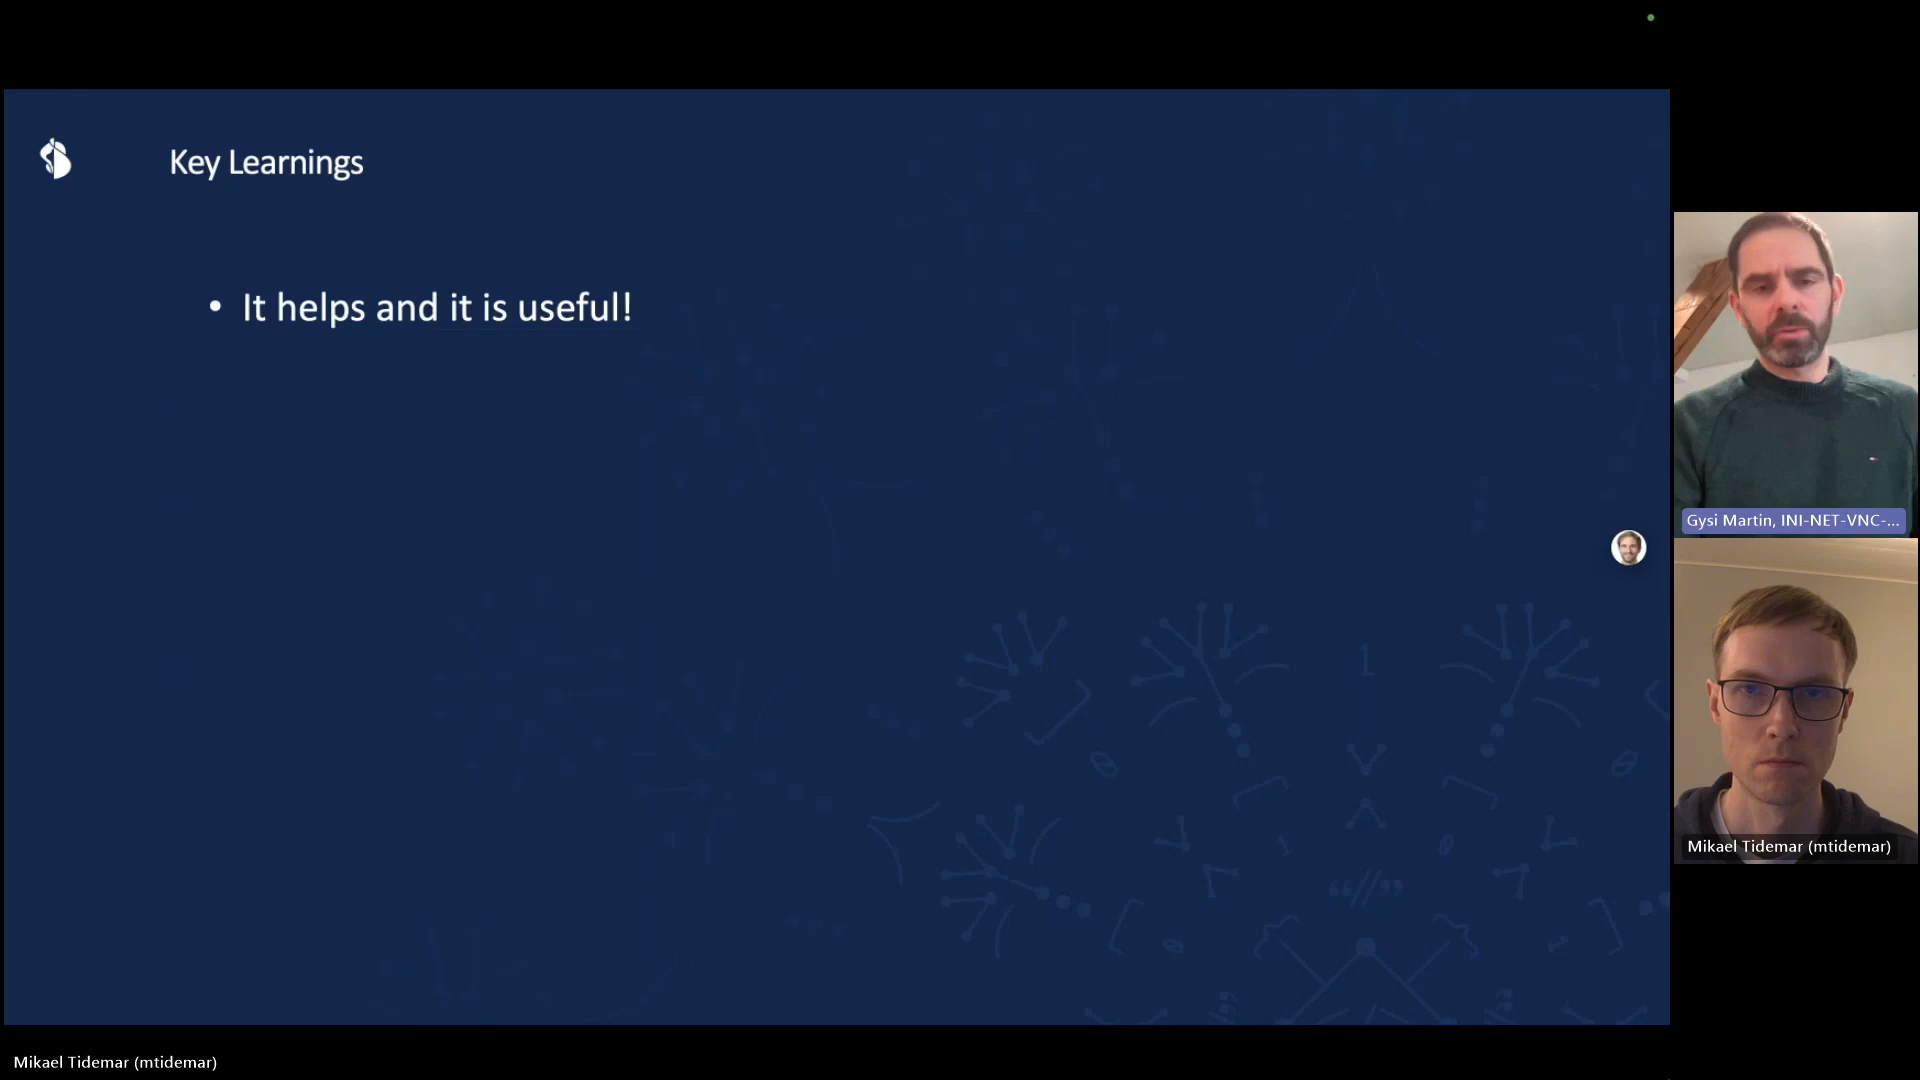 Key Learnings
• It helps and it is useful!
Gysi Martin, INI-NET-VNC-...
Mikael Tidemar (mtidemar)
Mikael Tidemar (mtidemar)